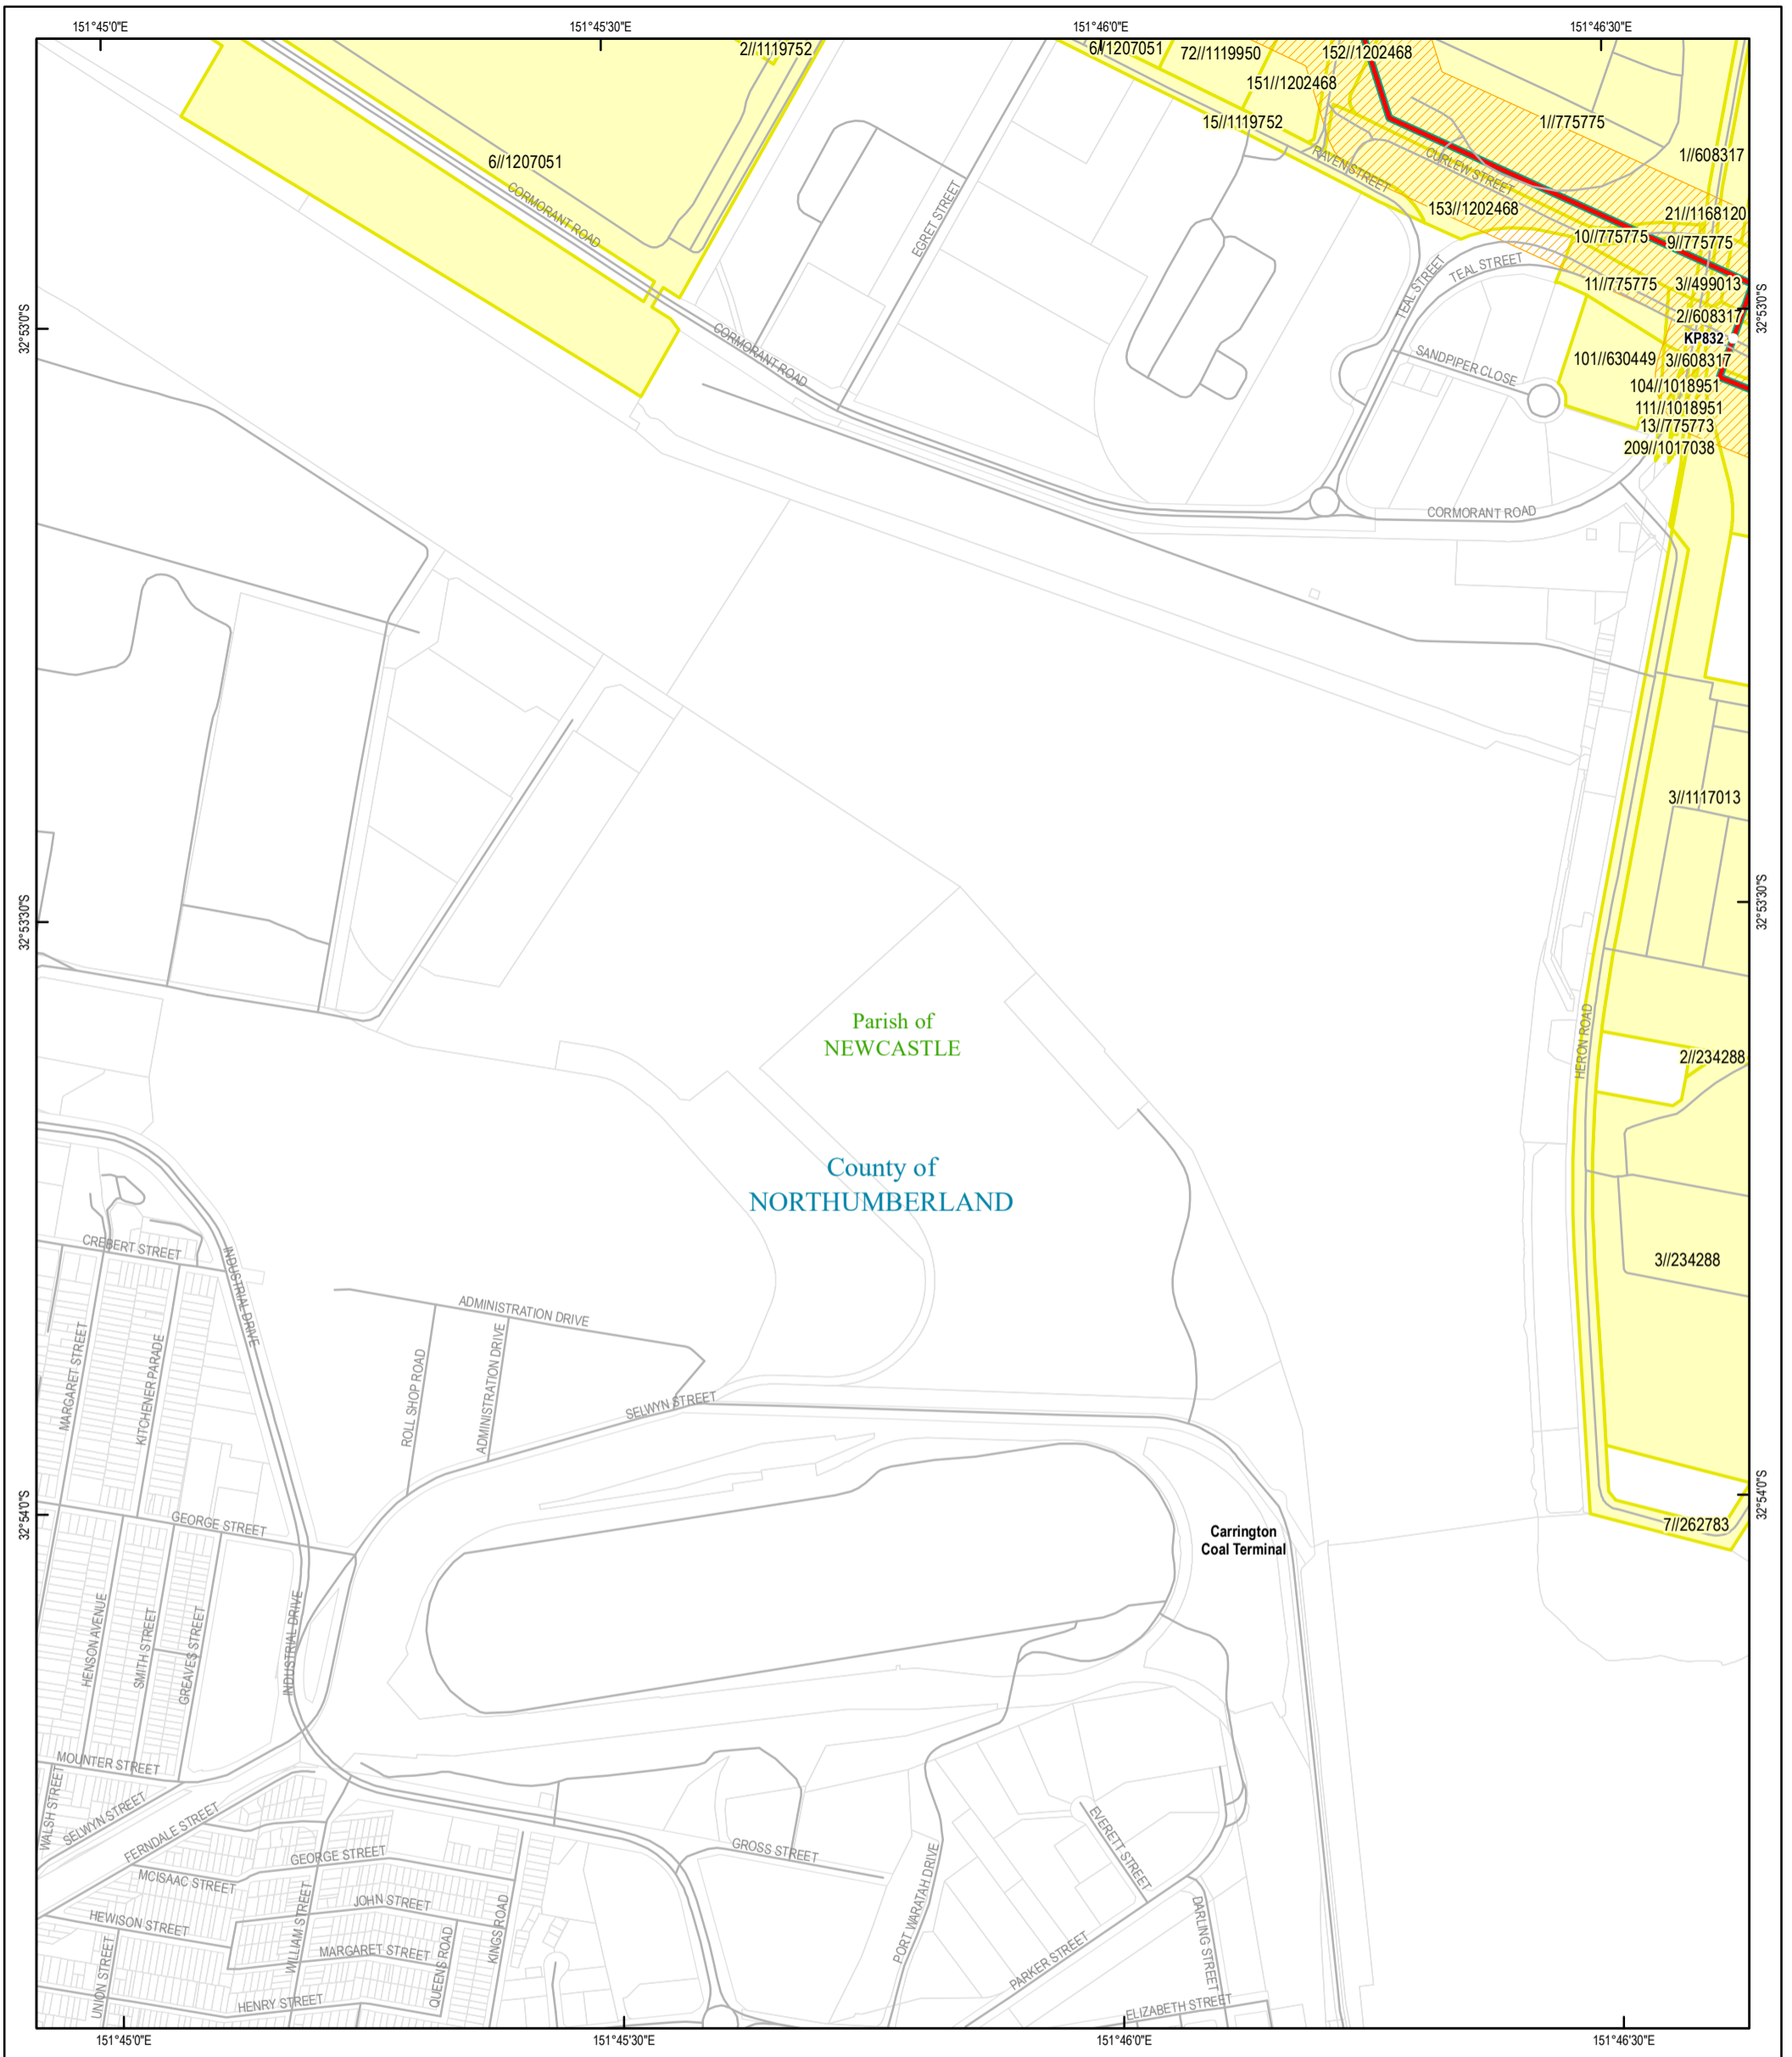 151°45'0"E
151°45'30"E
151°46'0"E
151°46'30"E
2//1119752
6//1207051
72//1119950
152//1202468
151//1202468
15//1119752
1//775775
6//1207051
CORMORANT ROAD
EGRET STREET
RAVEN STREET
CURLEW STREET
1//608317
153//1202468
21//1168120
10//775775
9//775775
TEAL STREET
TEAL STREET
11//775775
3//499013
32°53'0"S
32°53'0"S
2//608317
KP832
CORMORANT ROAD
SANDPIPER CLOSE
101//630449
3//608317
104//1018951
111//1018951
13//775773
209//1017038
CORMORANT ROAD
3//1117013
32°53'30"S
32°53'30"S
Parish of
NEWCASTLE
HERON ROAD
2//234288
County of
NORTHUMBERLAND
CREBERT STREET
INDUSTRIAL DRIVE
3//234288
ADMINISTRATION DRIVE
MARGARET STREET
KITCHENER PARADE
ROLL SHOP ROAD
ADMINISTRATION DRIVE
SELWYN STREET
32°54'0"S
32°54'0"S
GEORGE STREET
7//262783
Carrington
Coal Terminal
HENSON AVENUE
SMITH STREET
GREAVES STREET
INDUSTRIAL DRIVE
MOUNTER STREET
WALSH STREET
SELWYN STREET
FERNDALE STREET
GEORGE STREET
GROSS STREET
EVERETT STREET
MCISAAC STREET
JOHN STREET
PORT WARATAH DRIVE
HEWISON STREET
WILLIAM STREET
MARGARET STREET
QUEENS ROAD
KINGS ROAD
UNION STREET
HENRY STREET
PARKER STREET
DARLING STREET
ELIZABETH STREET
151°45'0"E
151°45'30"E
151°46'0"E
151°46'30"E